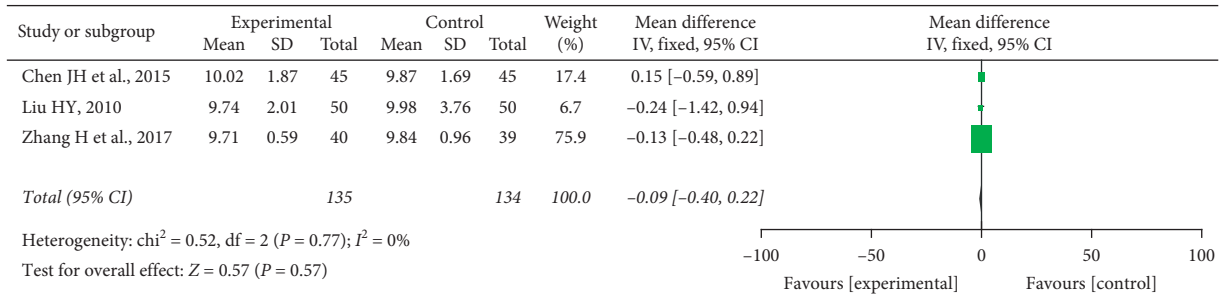 Study or subgroup Experimental Control Weight (%) Mean difference IV, fixed, 95% CI Mean difference IV, fixed, 95% CI
Mean SD Total Mean SD Total
Chen JH et al., 2015 10.02 1.87 45 9.87 1.69 45 17.4 0.15 [–0.59, 0.89]
Liu HY, 2010 9.74 2.01 50 9.98 3.76 50 6.7 –0.24 [–1.42, 0.94]
Zhang H et al., 2017 9.71 0.59 40 9.84 0.96 39 75.9 –0.13 [–0.48, 0.22]
Total (95% CI) 135 134 100.0 –0.09 [–0.40, 0.22]
Heterogeneity: chi² = 0.52, df = 2 (P = 0.77); I² = 0%
Test for overall effect: Z = 0.57 (P = 0.57)
–100 –50 0 50 100
Favours [experimental] Favours [control]